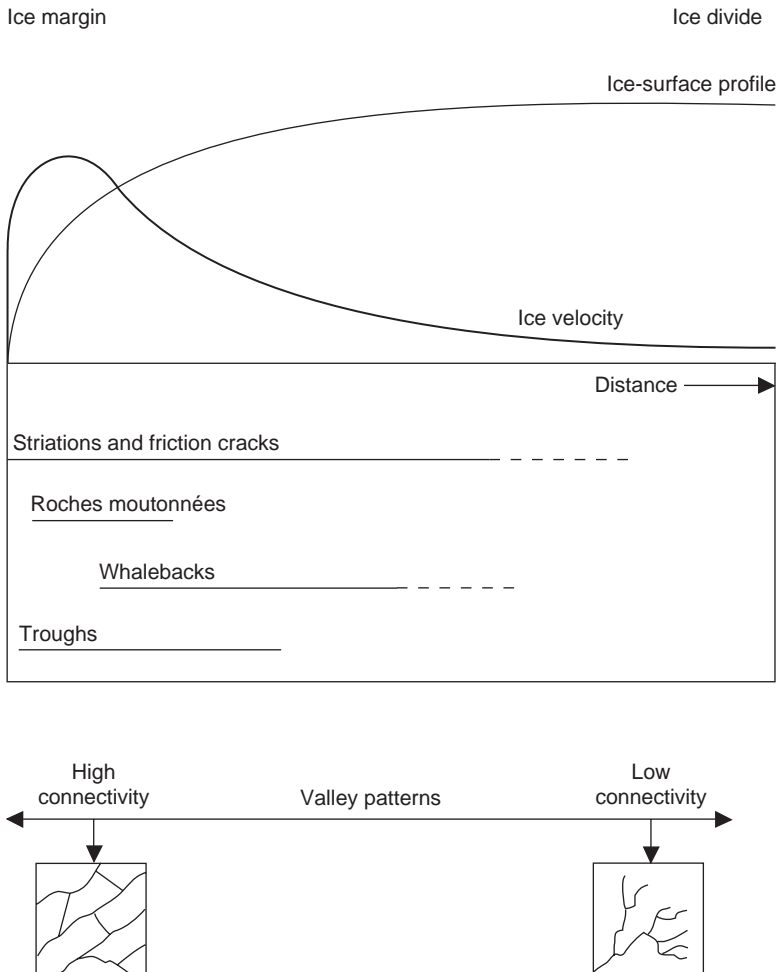 Ice margin
Ice divide
Ice-surface profile
Ice velocity
Distance
Striations and friction cracks
Roches moutonnées
Whalebacks
Troughs
High
connectivity
Valley patterns
Low
connectivity